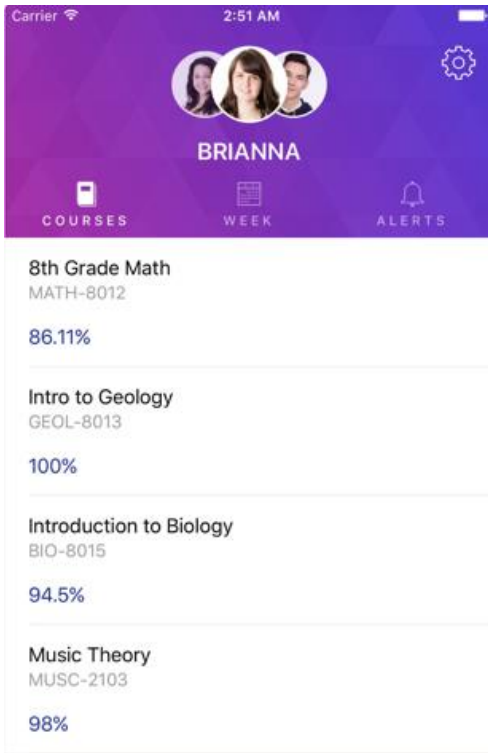 Carrier 2:51 AM
BRIANNA
COURSES WEEK ALERTS
8th Grade Math
MATH-8012
86.11%
Intro to Geology
GEOL-8013
100%
Introduction to Biology
BIO-8015
94.5%
Music Theory
MUSC-2103
98%